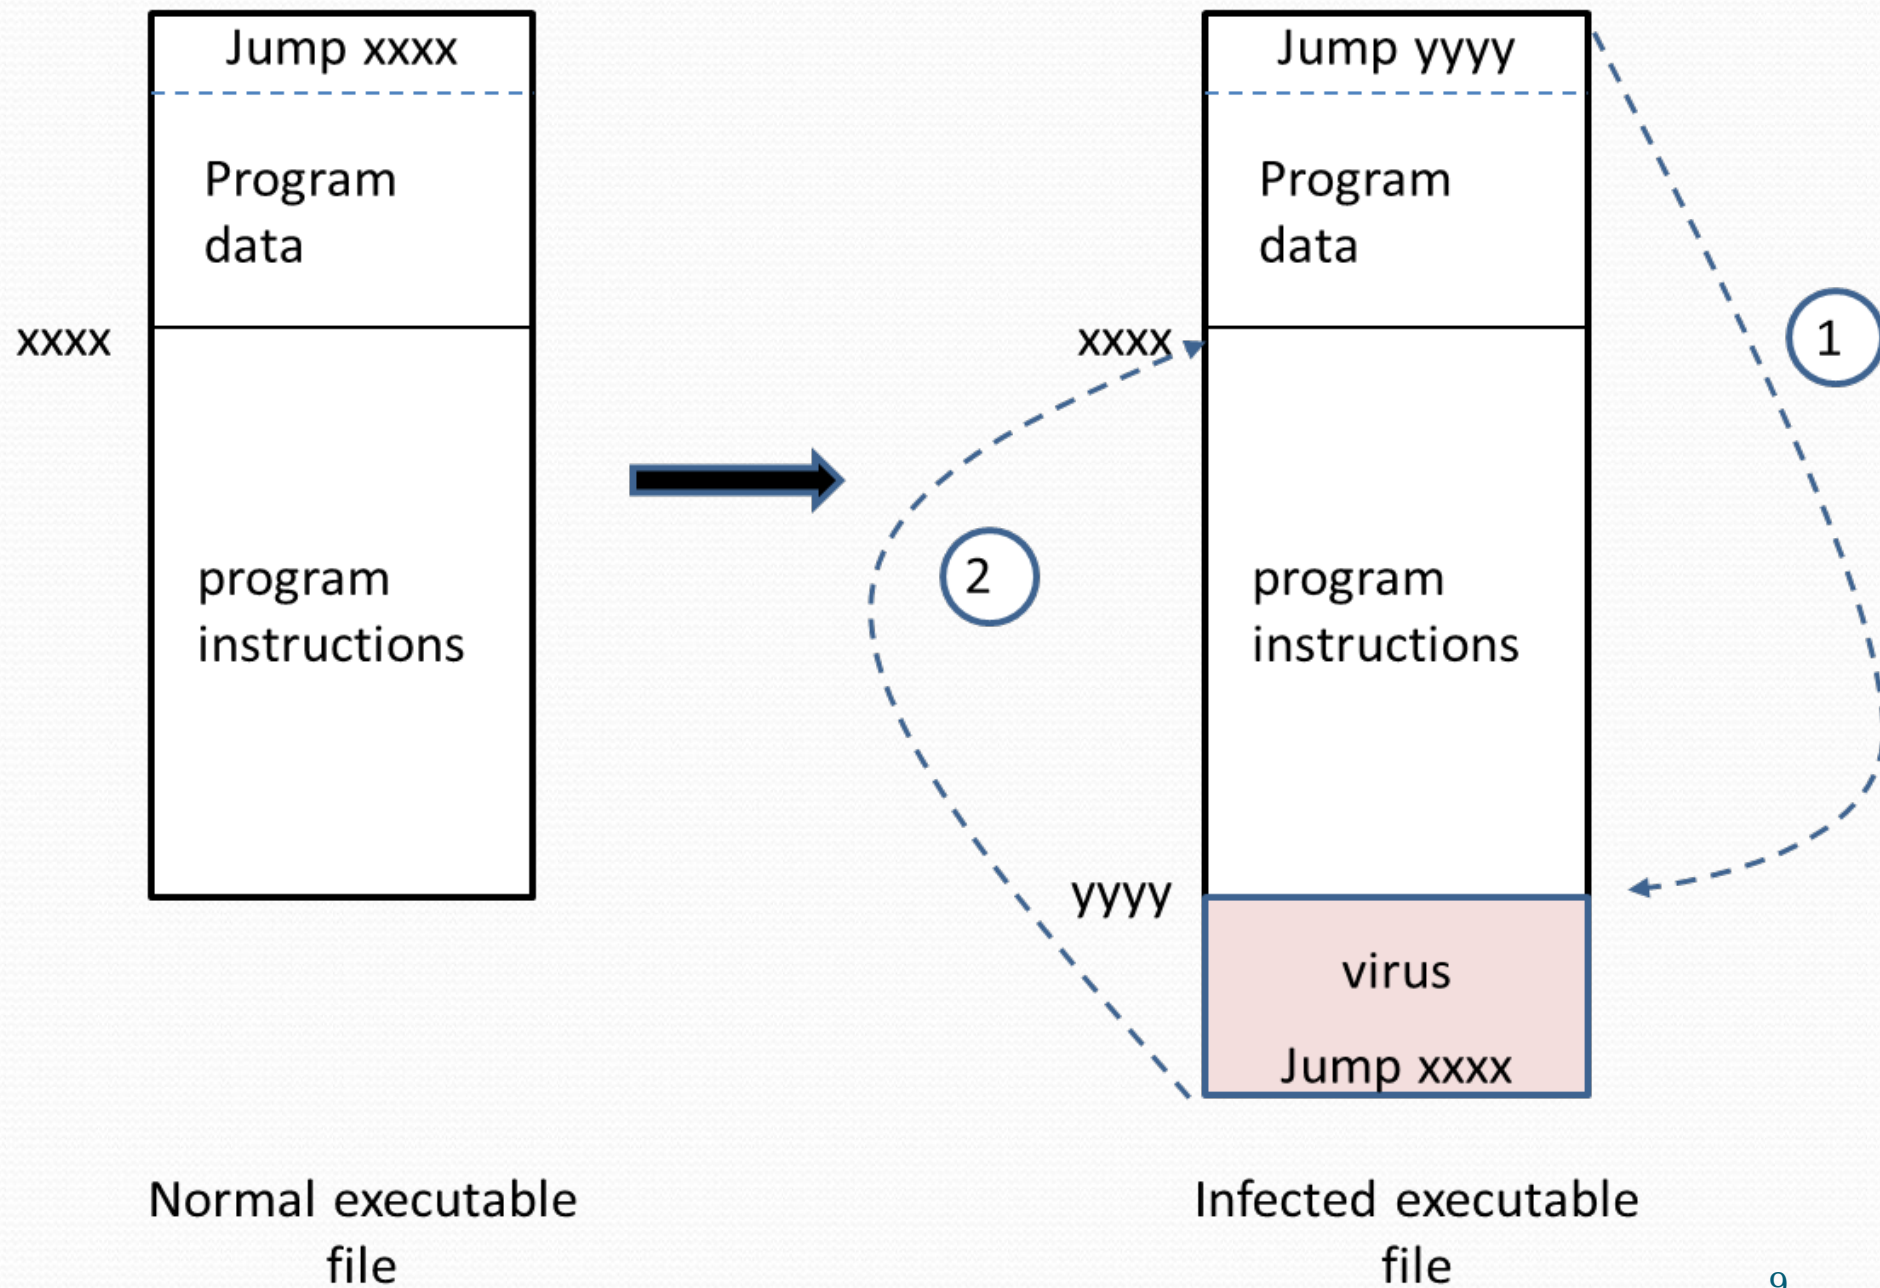 Jump xxxx
Program
data
xxxx
program
instructions
Normal executable
file
Jump yyyy
Program
data
xxxx
1
2
program
instructions
yyyy
virus
Jump xxxx
Infected executable
file
9